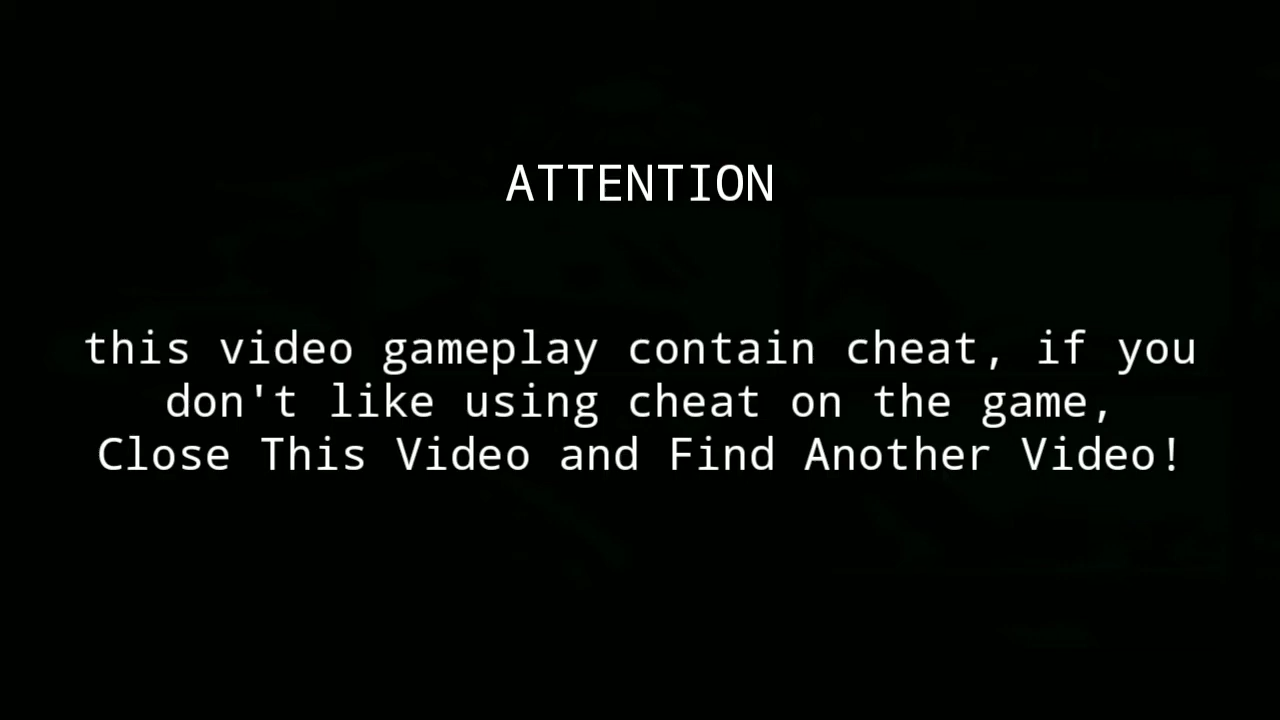 ATTENTION
this video gameplay contain cheat, if you
don't like using cheat on the game,
Close This Video and Find Another Video!